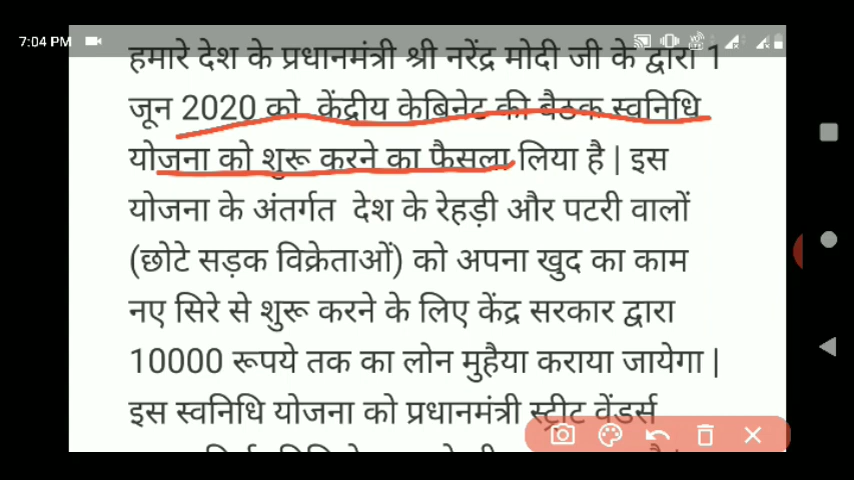 7:04 PM
हमारे देश के प्रधानमंत्री श्री नरेंद्र मोदी जी के द्वारा 1
जून 2020 को केंद्रीय केबिनेट की बैठक स्वनिधि
योजना को शुरू करने का फैसला लिया है | इस
योजना के अंतर्गत देश के रेहड़ी और पटरी वालों
(छोटे सड़क विक्रेताओं) को अपना खुद का काम
नए सिरे से शुरू करने के लिए केंद्र सरकार द्वारा
10000 रूपये तक का लोन मुहैया कराया जायेगा |
इस स्वनिधि योजना को प्रधानमंत्री स्ट्रीट वेंडर्स